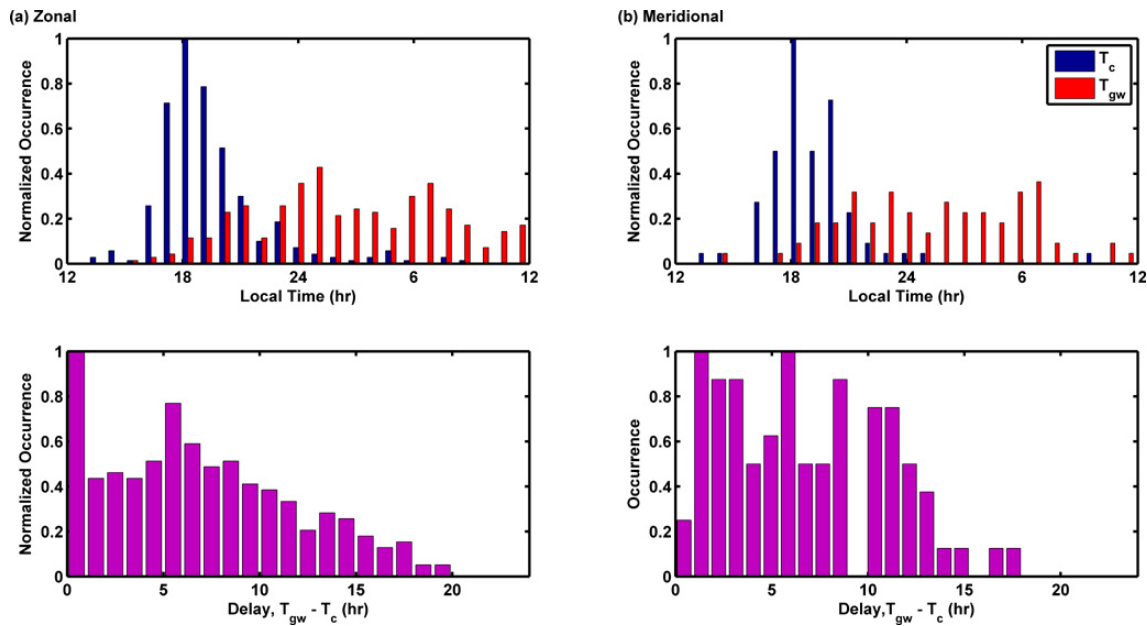 (a) Zonal
(b) Meridional
Normalized Occurrence
1
0.8
0.6
0.4
0.2
0
12 18 24 6 12
Local Time (hr)
Normalized Occurrence
1
0.8
0.6
0.4
0.2
0
12 18 24 6 12
Local Time (hr)
T_c
T_gw
Normalized Occurrence
1
0.8
0.6
0.4
0.2
0
0 5 10 15 20
Delay, T_gw - T_c (hr)
Occurrence
1
0.8
0.6
0.4
0.2
0
0 5 10 15 20
Delay,T_gw - T_c (hr)